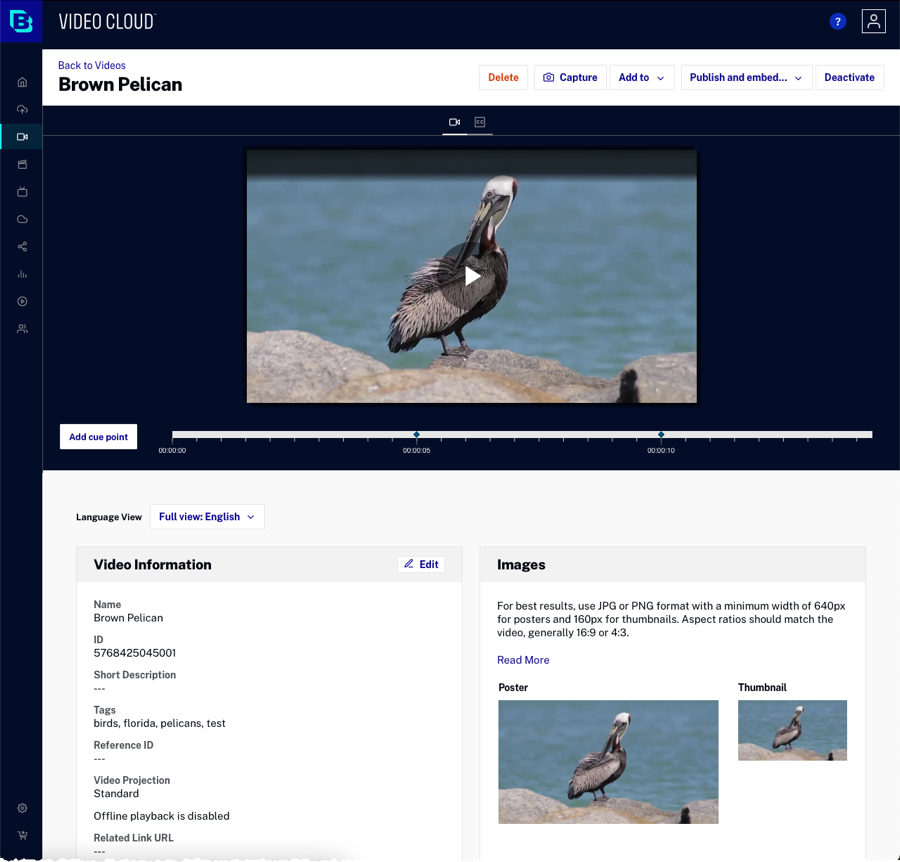 VIDEO CLOUD
?
Back to Videos
Brown Pelican
Delete
Capture
Add to
Publish and embed...
Deactivate
CC
Add cue point
00:00:00
00:00:05
00:00:10
Language View
Full view: English
Video Information
Edit
Name
Brown Pelican
ID
5768425045001
Short Description
---
Tags
birds, florida, pelicans, test
Reference ID
---
Video Projection
Standard
Offline playback is disabled
Related Link URL
---
Images
For best results, use JPG or PNG format with a minimum width of 640px
for posters and 160px for thumbnails. Aspect ratios should match the
video, generally 16:9 or 4:3.
Read More
Poster
Thumbnail